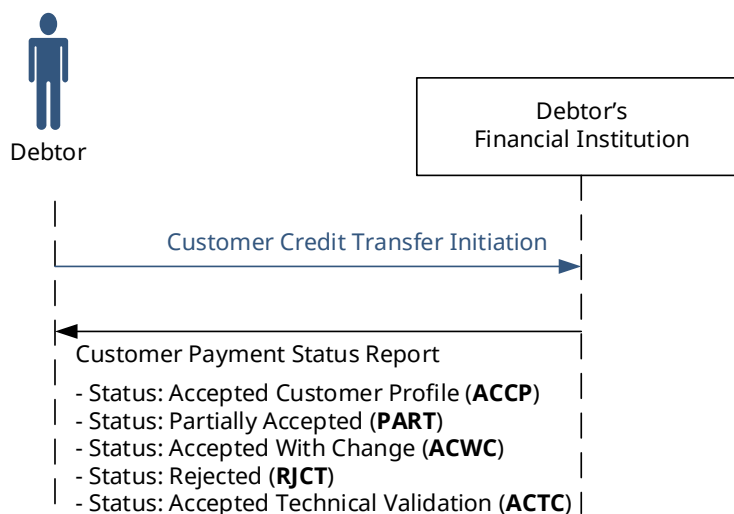 Debtor
Debtor’s
Financial Institution
Customer Credit Transfer Initiation
Customer Payment Status Report
- Status: Accepted Customer Profile (ACCP)
- Status: Partially Accepted (PART)
- Status: Accepted With Change (ACWC)
- Status: Rejected (RJCT)
- Status: Accepted Technical Validation (ACTC)